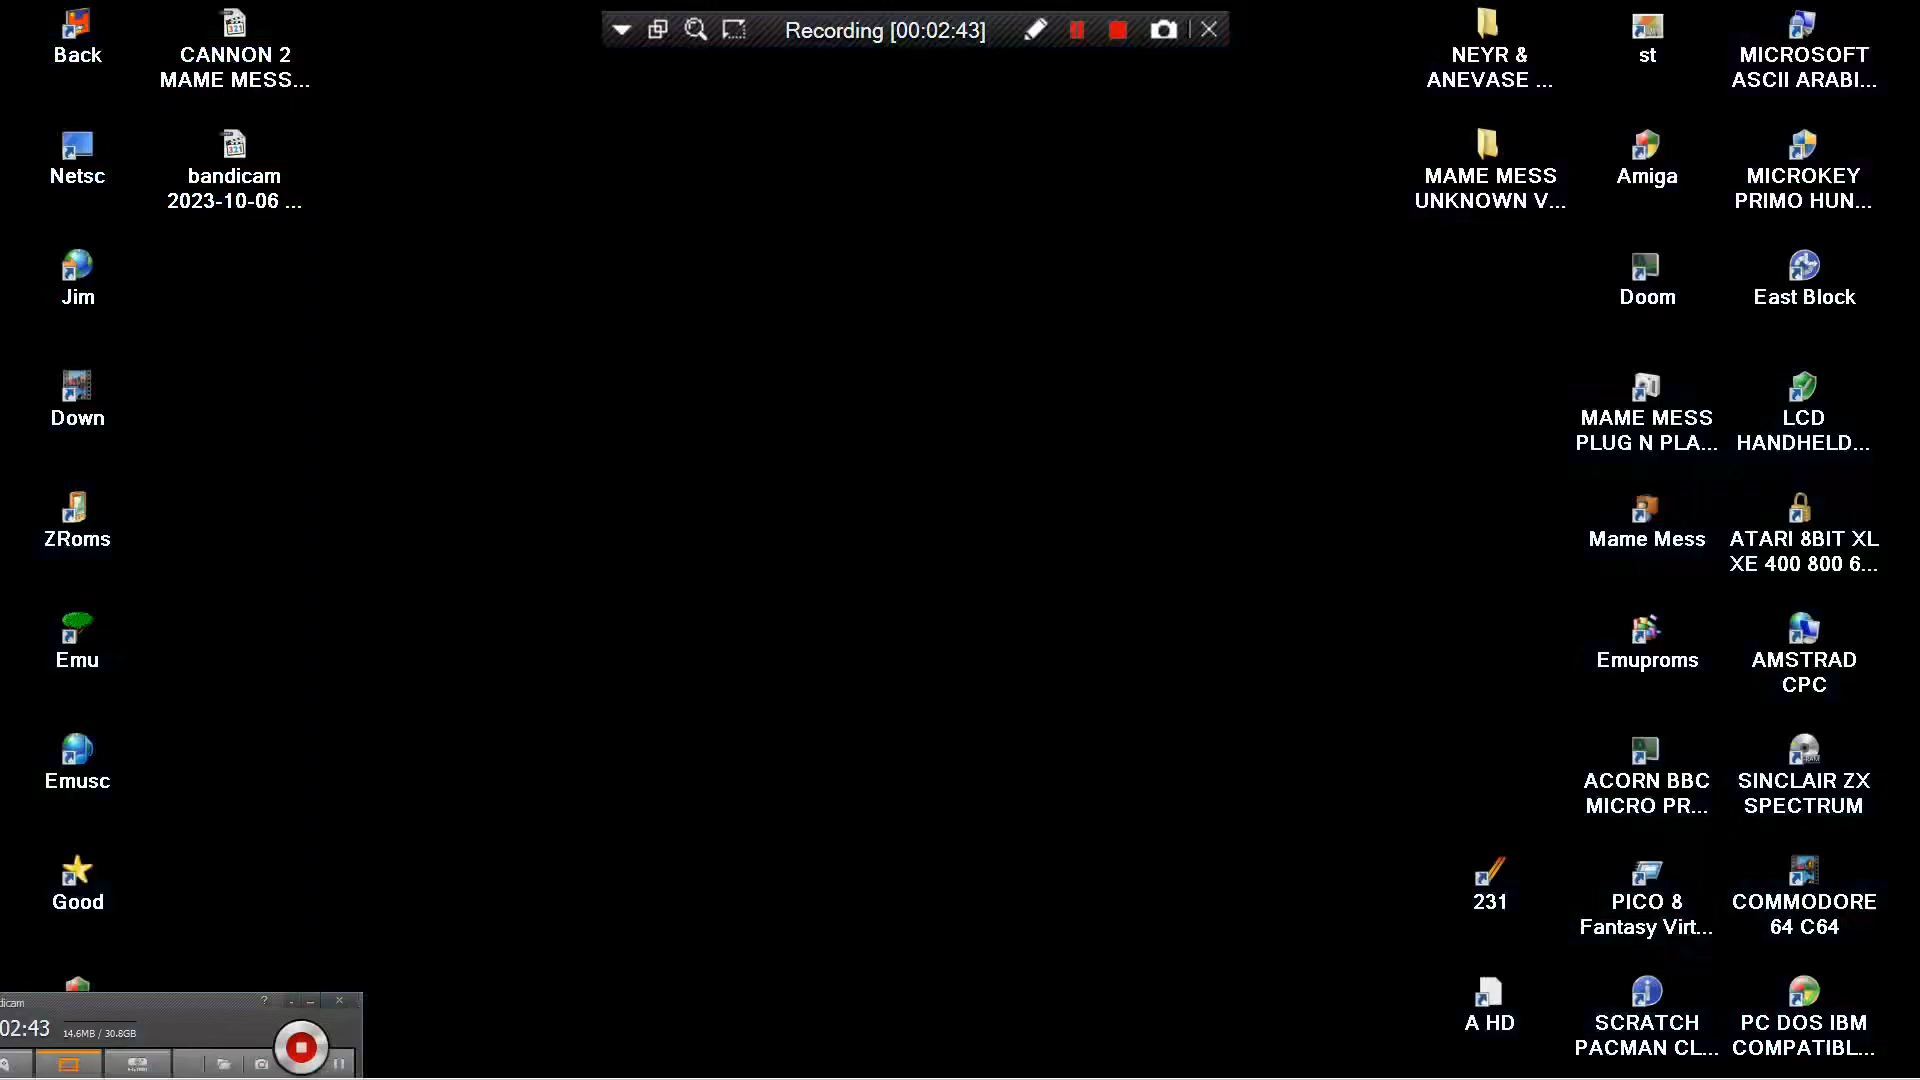 Recording [00:02:43]
Back
CANNON 2
MAME MESS...
Netsc
bandicam
2023-10-06 ...
Jim
Down
ZRoms
Emu
Emusc
Good
NEYR &
ANEVASE ...
MAME MESS
UNKNOWN V...
231
A HD
st
Amiga
Doom
MAME MESS
PLUG N PLA...
Mame Mess
Emuproms
ACORN BBC
MICRO PR...
PICO 8
Fantasy Virt...
SCRATCH
PACMAN CL...
MICROSOFT
ASCII ARABI...
MICROKEY
PRIMO HUN...
East Block
LCD
HANDHELD...
ATARI 8BIT XL
XE 400 800 6...
AMSTRAD
CPC
SINCLAIR ZX
SPECTRUM
COMMODORE
64 C64
PC DOS IBM
COMPATIBL...
dicam
02:43
14.6MB / 30.8GB